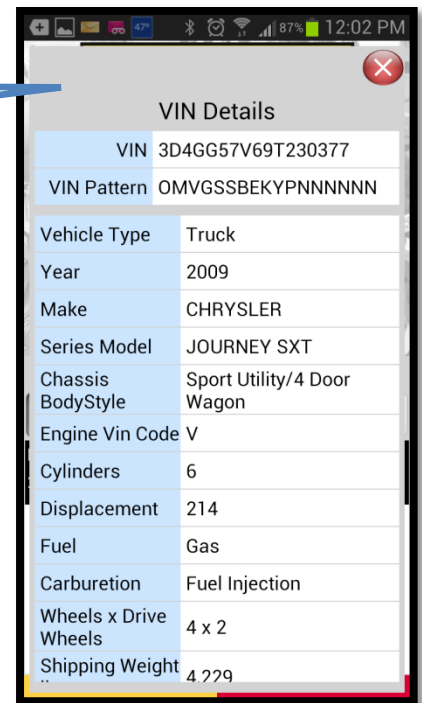 47° 87% 12:02 PM
VIN Details
VIN 3D4GG57V69T230377
VIN Pattern OMVGSSBEKYPNNNNNN
Vehicle Type Truck
Year 2009
Make CHRYSLER
Series Model JOURNEY SXT
Chassis Sport Utility/4 Door
BodyStyle Wagon
Engine Vin Code V
Cylinders 6
Displacement 214
Fuel Gas
Carburetion Fuel Injection
Wheels x Drive
Wheels 4 x 2
Shipping Weight
4,229